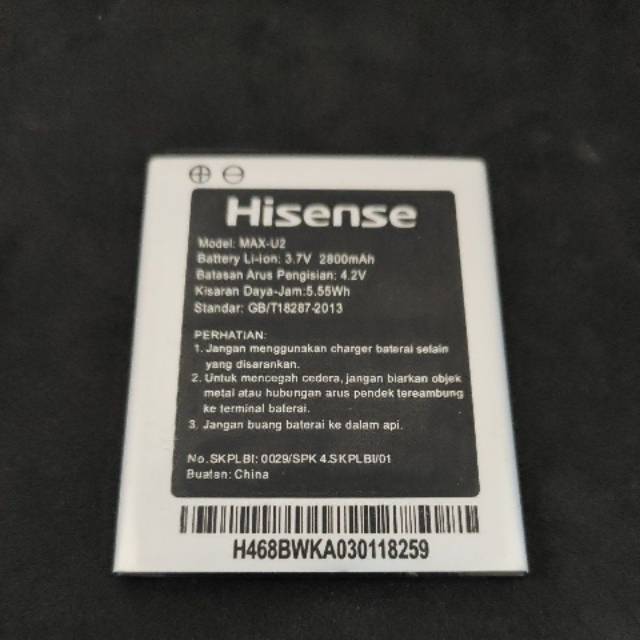 Hisense
Model: MAX-U2
Battery Li-ion: 3.7V 2800mAh
Batasan Arus Pengisian: 4.2V
Kisaran Daya-Jam:5.55Wh
Standar: GB/T18287-2013
PERHATIAN:
1. Jangan menggunakan charger baterai selain
yang disarankan.
2. Untuk mencegah cedera, jangan biarkan objek
metal atau hubungan arus pendek tereambung
ke terminal baterai.
3. Jangan buang baterai ke dalam api.
No.SKPLBI: 0029/SPK 4.SKPLBI/01
Buatan: China
H468BWKA030118259